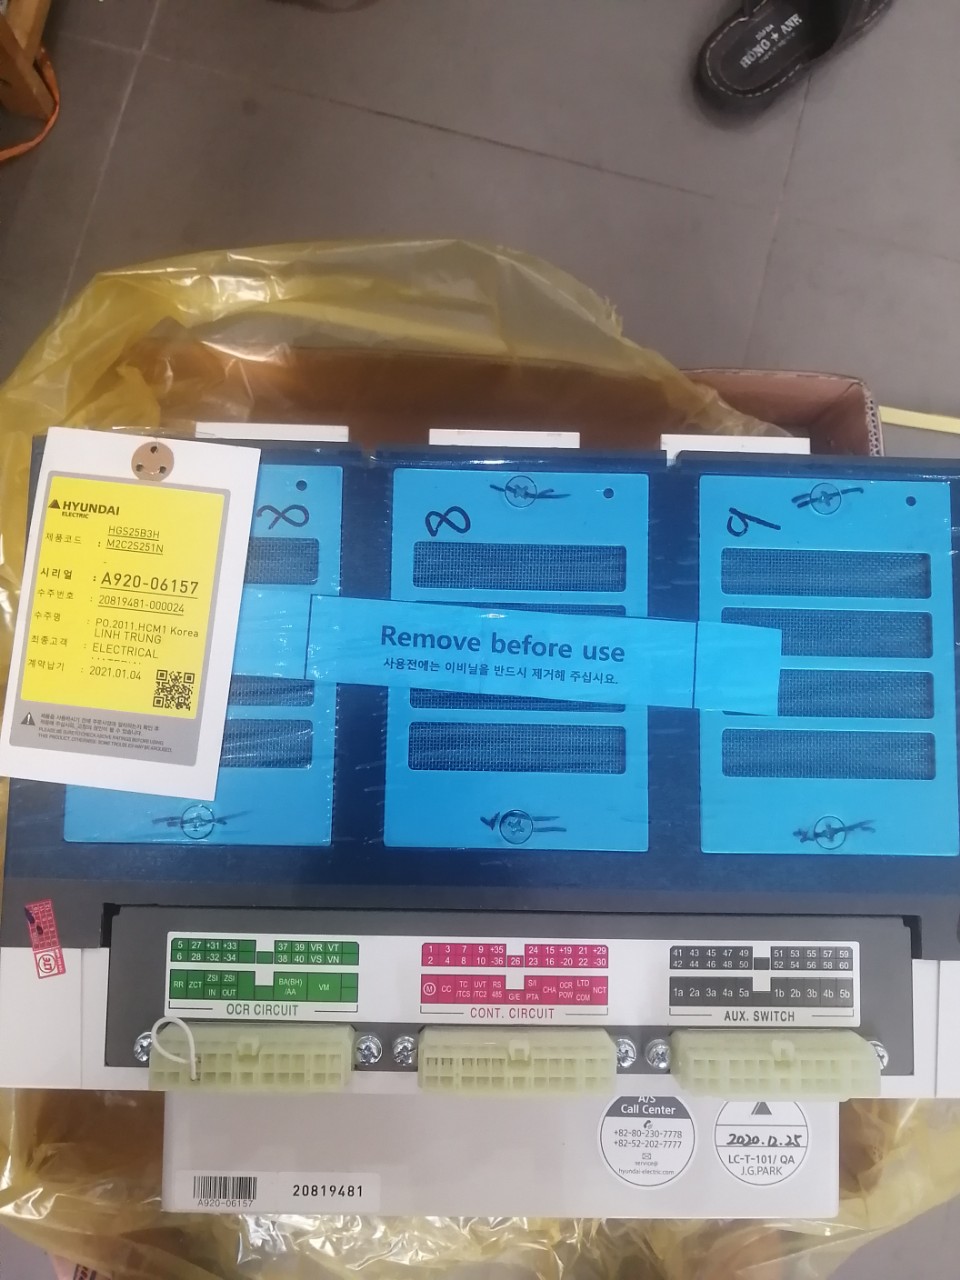 HONG + ANH
HYUNDAI
ELECTRIC
제품코드 : HGS25B3H
M2C2S251N
-
시리얼 : A920-06157
수주번호 : 20819481-000024
수주명 : PO.2011.HCM1 Korea
LINH TRUNG
최종고객 : ELECTRICAL
계약납기 : 2021.01.04
8
8
9
Remove before use
사용전에는 이비닐을 반드시 제거해 주십시요.
5 27 +31 +33 37 39 VR VT
6 28 -32 -34 38 40 VS VN
RR ZCT ZSI IN ZSI OUT BA(BH) /AA VM
OCR CIRCUIT
1 3 7 9 +35 24 15 +19 21 +29
2 4 8 10 -36 26 23 16 -20 22 -30
M CC TC /TCS UVT /TC2 RS 485 G/E S/I PTA CHA OCR POW LTD COM NCT
CONT. CIRCUIT
41 43 45 47 49 51 53 55 57 59
42 44 46 48 50 52 54 56 58 60
1a 2a 3a 4a 5a 1b 2b 3b 4b 5b
AUX. SWITCH
A/S
Call Center
+82-80-230-7778
+82-52-202-7777
service@
hyundai-electric.com
2020.12.25
LC-T-101/ QA
J.G.PARK
A920-06157
20819481